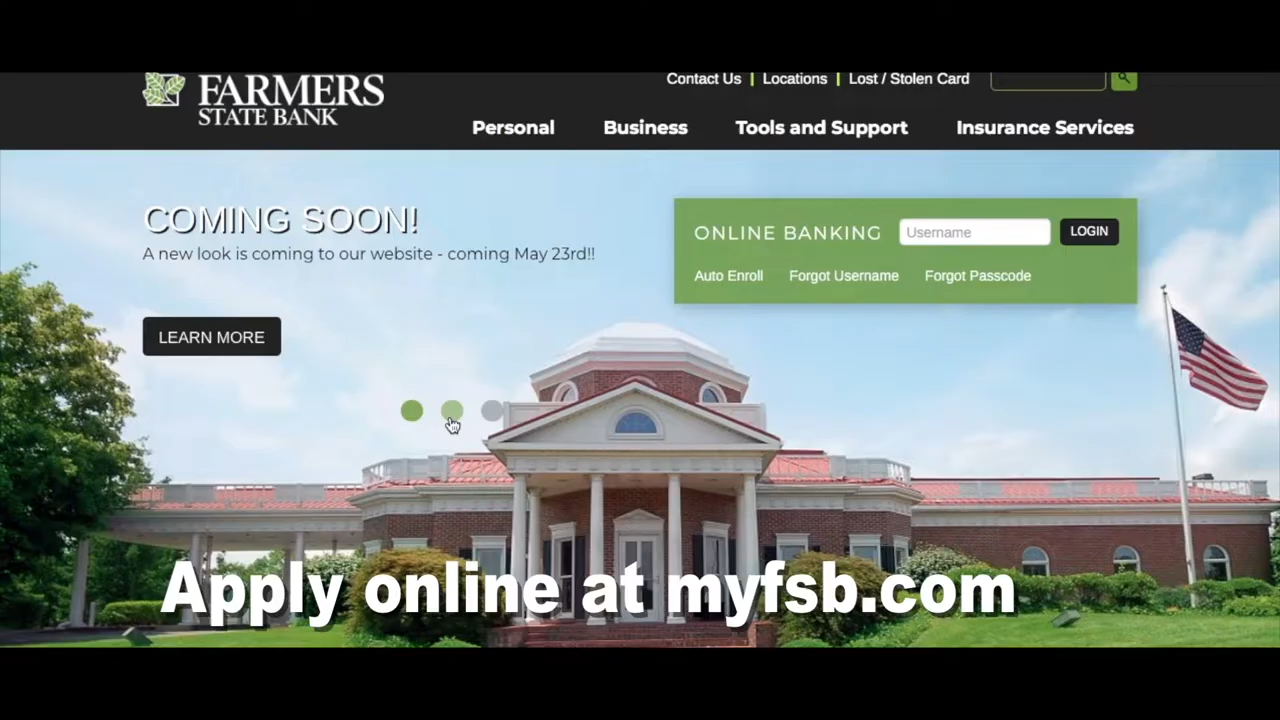 FARMERS
STATE BANK
Contact Us | Locations | Lost / Stolen Card
Personal Business Tools and Support Insurance Services
COMING SOON!
A new look is coming to our website - coming May 23rd!!
LEARN MORE
ONLINE BANKING Username LOGIN
Auto Enroll Forgot Username Forgot Passcode
Apply online at myfsb.com